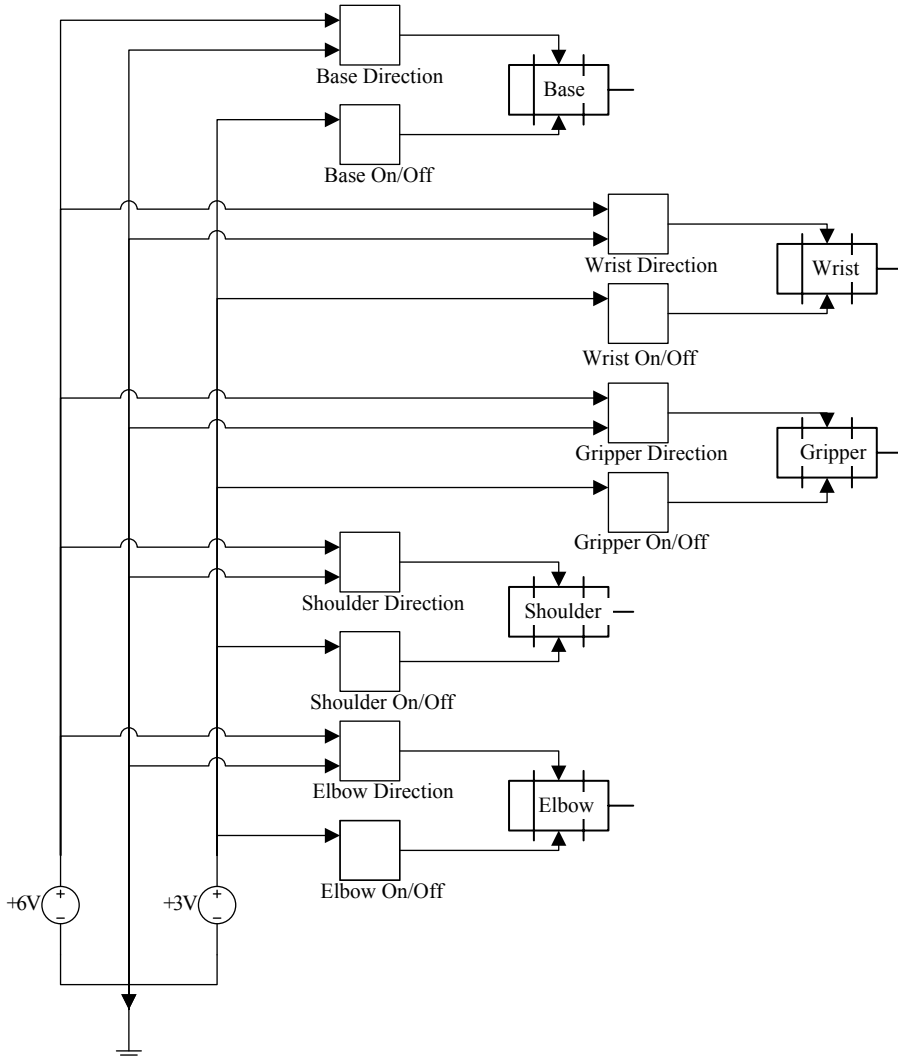 Base Direction
Base
Base On/Off
Wrist Direction
Wrist
Wrist On/Off
Gripper Direction
Gripper
Gripper On/Off
Shoulder Direction
Shoulder
Shoulder On/Off
Elbow Direction
Elbow
Elbow On/Off
+6V
+
−
+3V
+
−